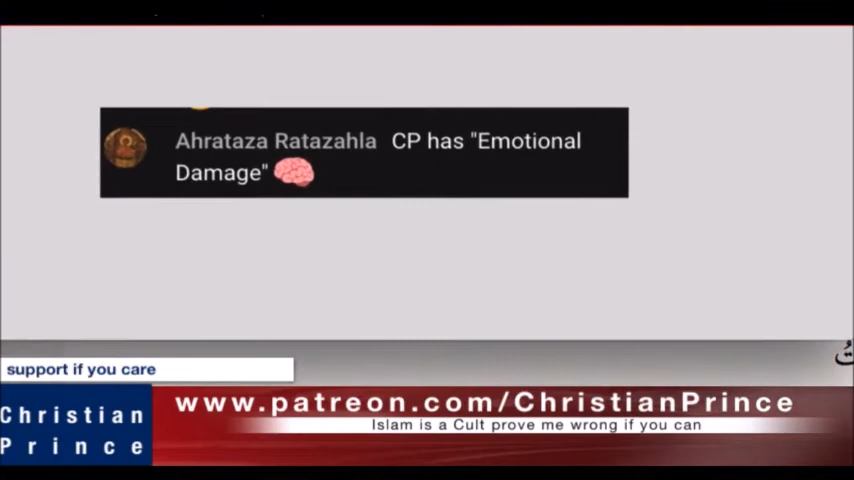 Ahrataza Ratazahla CP has "Emotional
Damage"
support if you care
Christian
Prince
www.patreon.com/ChristianPrince
Islam is a Cult prove me wrong if you can